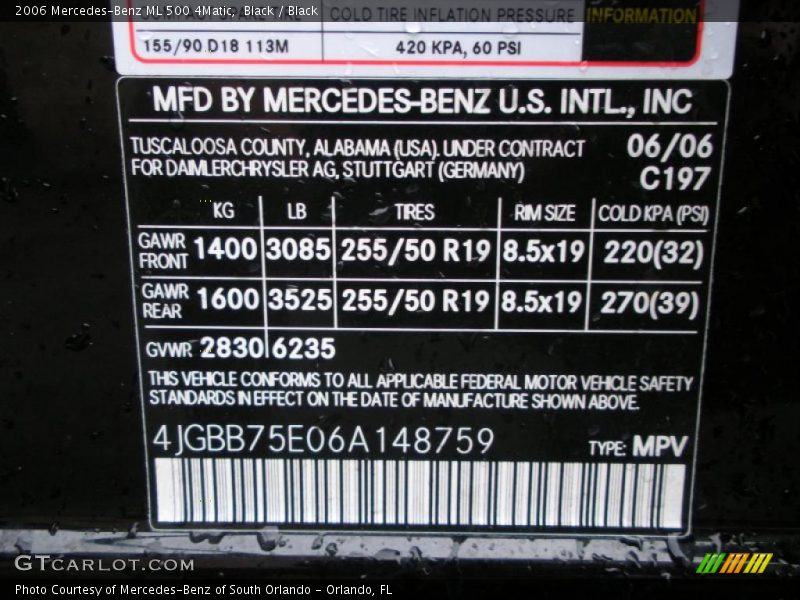 2006 Mercedes-Benz ML 500 4Matic, Black / Black
COMPACT SPARE TIRE COLD TIRE INFLATION PRESSURE INFORMATION
155/90 D18 113M 420 KPA, 60 PSI
MFD BY MERCEDES-BENZ U.S. INTL., INC
TUSCALOOSA COUNTY, ALABAMA (USA). UNDER CONTRACT 06/06
FOR DAIMLERCHRYSLER AG, STUTTGART (GERMANY) C197
KG LB TIRES RIM SIZE COLD KPA (PSI)
GAWR FRONT 1400 3085 255/50 R19 8.5x19 220(32)
GAWR REAR 1600 3525 255/50 R19 8.5x19 270(39)
GVWR 2830 6235
THIS VEHICLE CONFORMS TO ALL APPLICABLE FEDERAL MOTOR VEHICLE SAFETY
STANDARDS IN EFFECT ON THE DATE OF MANUFACTURE SHOWN ABOVE.
4JGBB75E06A148759 TYPE: MPV
GTCARLOT.COM
Photo Courtesy of Mercedes-Benz of South Orlando - Orlando, FL